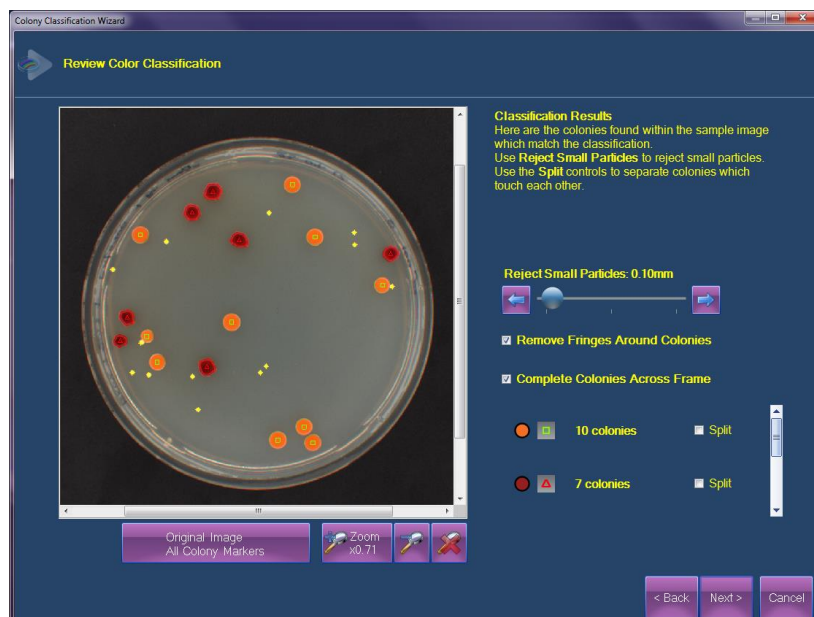 Colony Classification Wizard
Review Color Classification
Classification Results
Here are the colonies found within the sample image
which match the classification.
Use Reject Small Particles to reject small particles.
Use the Split controls to separate colonies which
touch each other.
Reject Small Particles: 0.10mm
Remove Fringes Around Colonies
Complete Colonies Across Frame
10 colonies
Split
7 colonies
Split
Original Image
All Colony Markers
Zoom
x0.71
< Back
Next >
Cancel